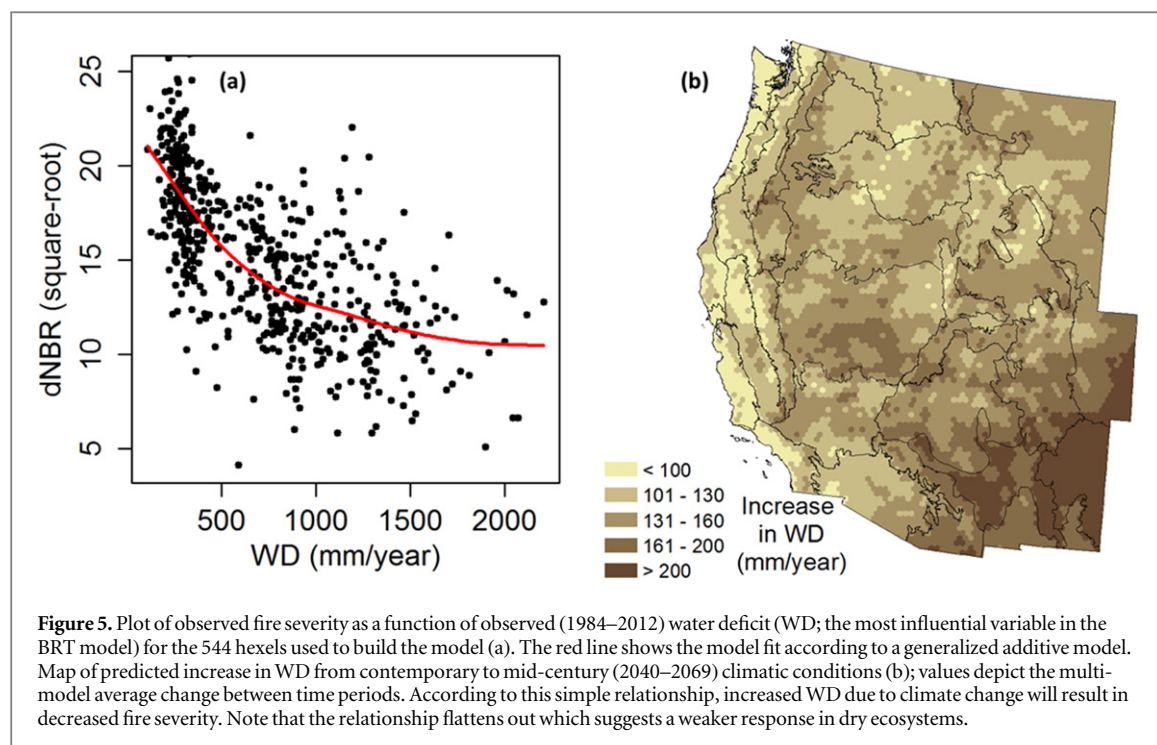 (a)
25
20
15
10
5
dNBR (square-root)
500 1000 1500 2000
WD (mm/year)
(b)
< 100
101 - 130
131 - 160
161 - 200
> 200
Increase
in WD
(mm/year)
Figure 5. Plot of observed fire severity as a function of observed (1984–2012) water deficit (WD; the most influential variable in the
BRT model) for the 544 hexels used to build the model (a). The red line shows the model fit according to a generalized additive model.
Map of predicted increase in WD from contemporary to mid-century (2040–2069) climatic conditions (b); values depict the multi-
model average change between time periods. According to this simple relationship, increased WD due to climate change will result in
decreased fire severity. Note that the relationship flattens out which suggests a weaker response in dry ecosystems.